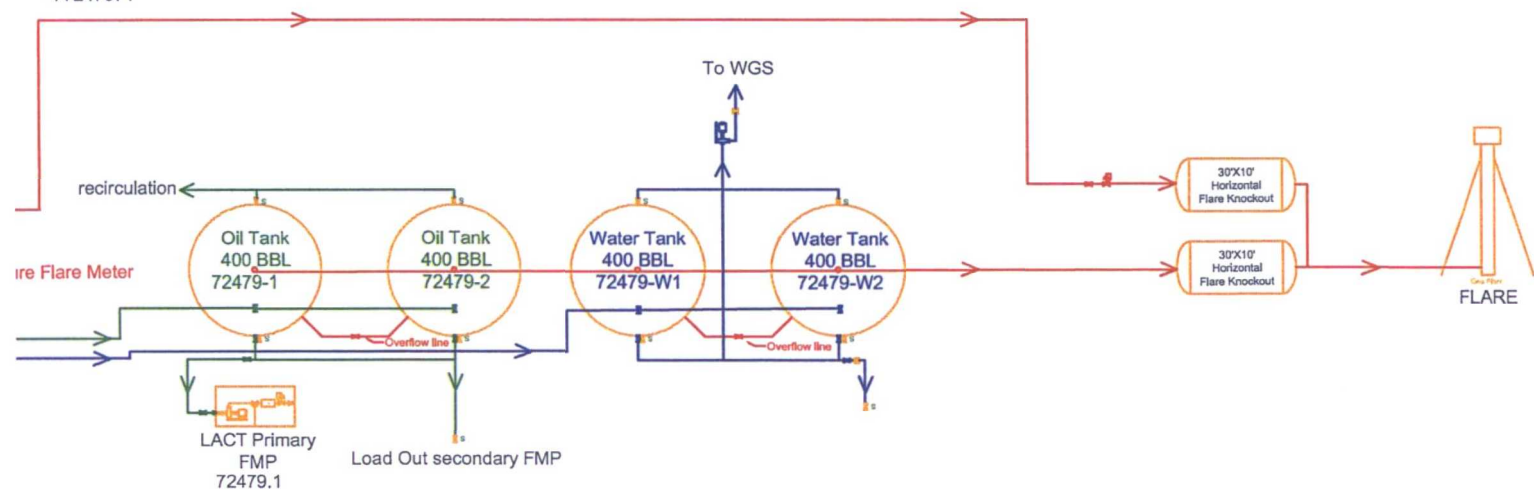 To WGS
recirculation
30'X10'
Horizontal
Flare Knockout
Oil Tank
400 BBL
72479-1
Oil Tank
400 BBL
72479-2
Water Tank
400 BBL
72479-W1
Water Tank
400 BBL
72479-W2
30'X10'
Horizontal
Flare Knockout
Flare Meter
FLARE
Overflow line
Overflow line
LACT Primary
FMP
72479.1
Load Out secondary FMP
S
S
S
S
S
S
S
S
S
S